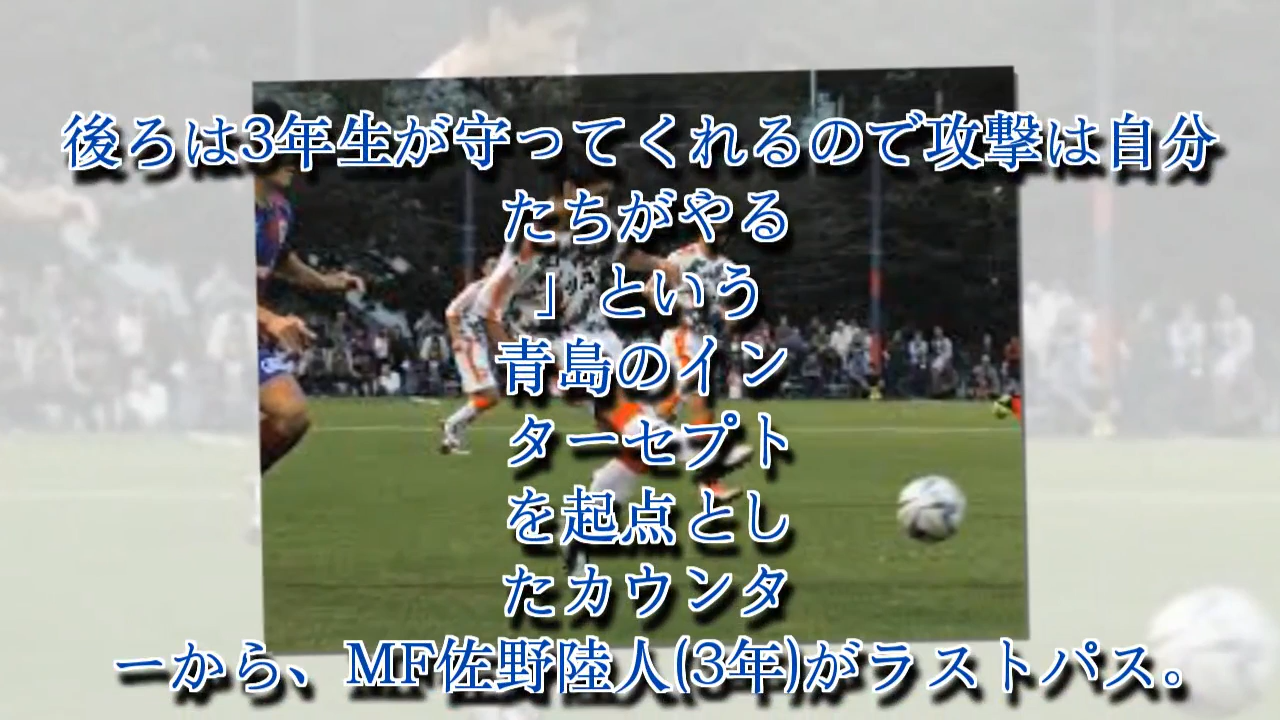 後ろは3年生が守ってくれるので攻撃は自分
たちがやる
」という
青島のイン
ターセプト
を起点とし
たカウンタ
ーから、MF佐野陸人(3年)がラストパス。